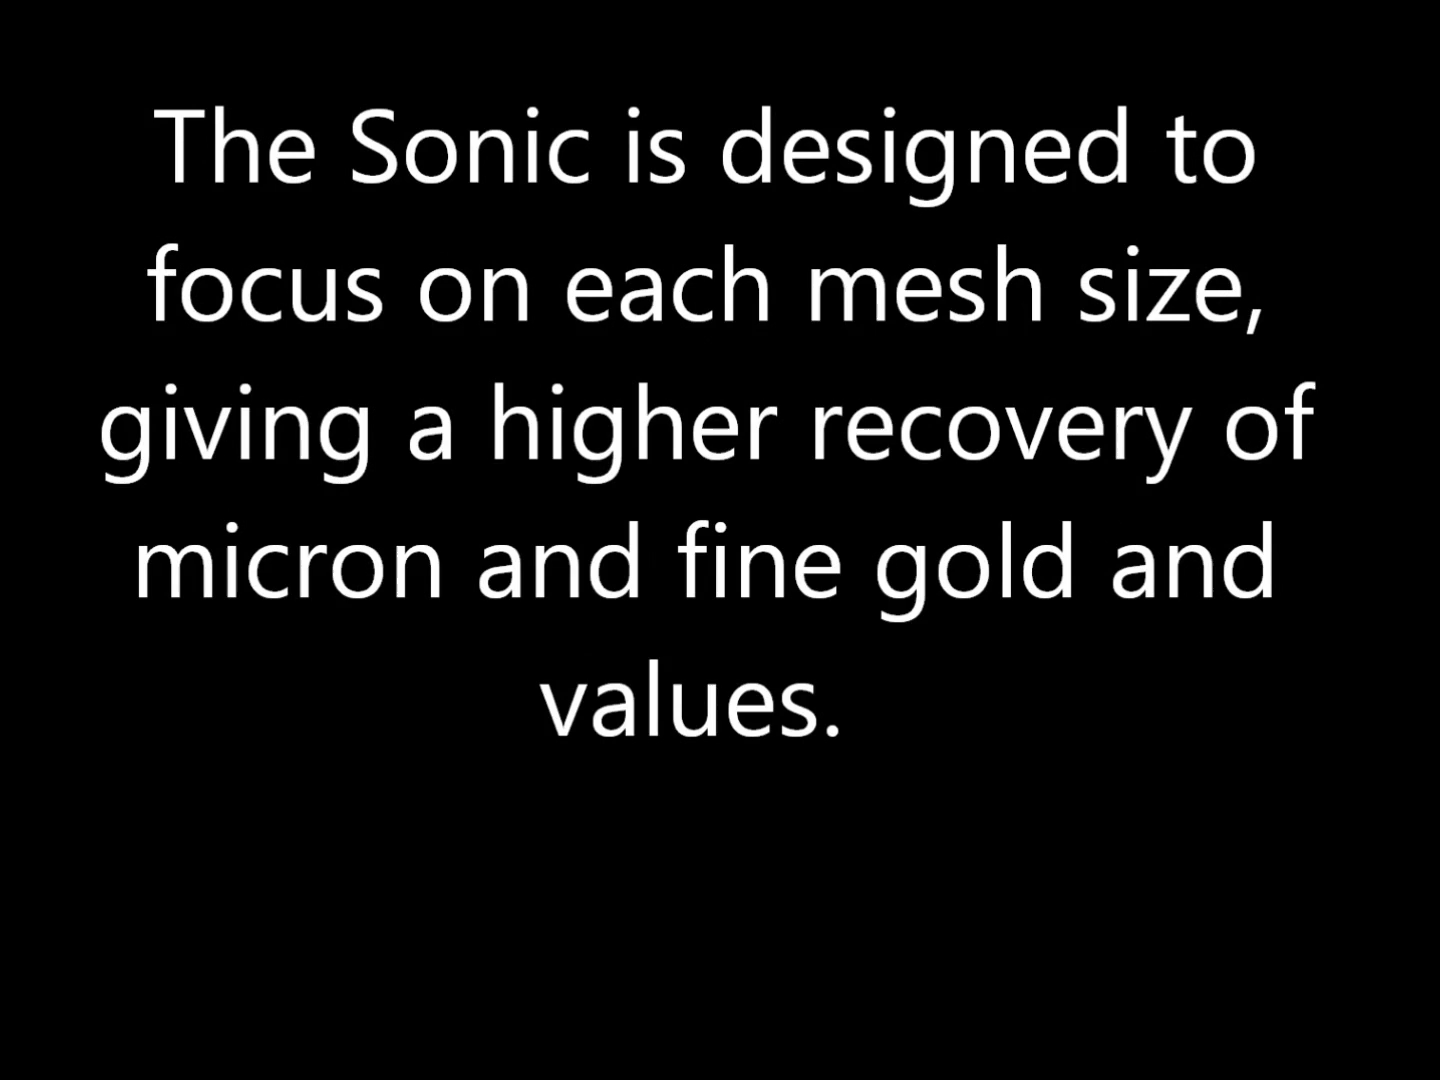 The Sonic is designed to
focus on each mesh size,
giving a higher recovery of
micron and fine gold and
values.